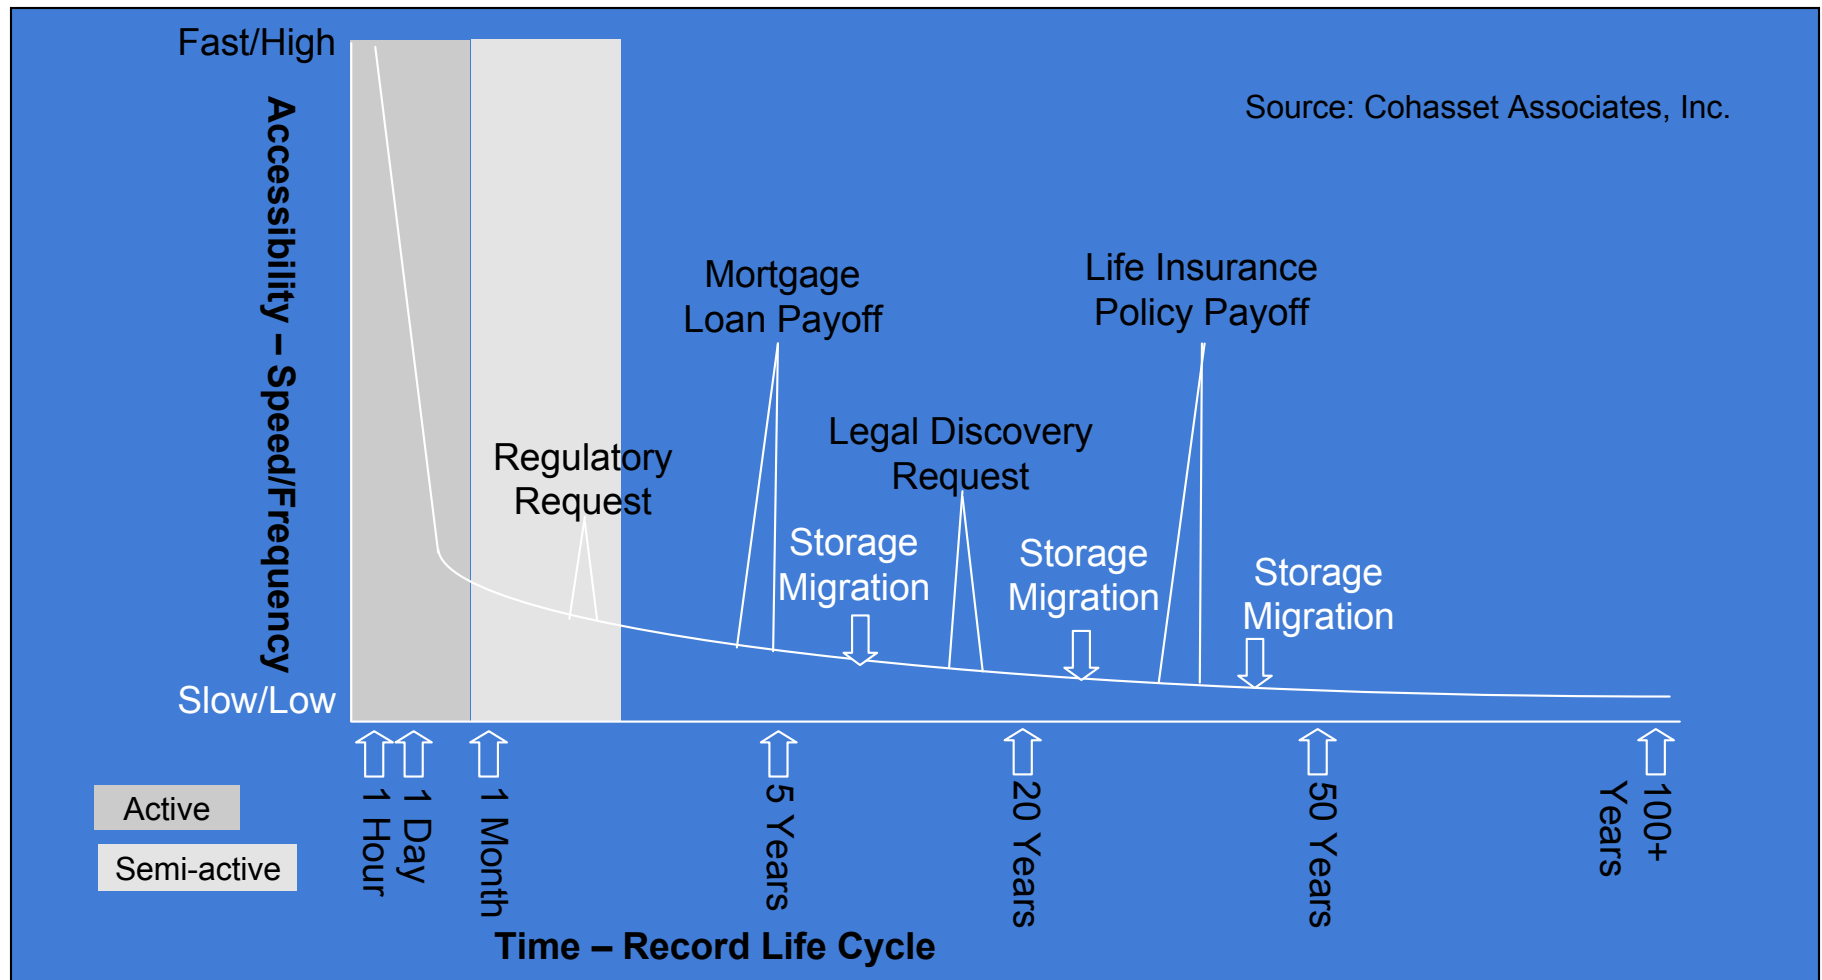 Fast/High
Accessibility – Speed/Frequency
Slow/Low
Source: Cohasset Associates, Inc.
Mortgage
Loan Payoff
Life Insurance
Policy Payoff
Regulatory
Request
Legal Discovery
Request
Storage
Migration
Storage
Migration
Storage
Migration
Active
Semi-active
1 Hour
1 Day
1 Month
5 Years
20 Years
50 Years
100+
Years
Time – Record Life Cycle